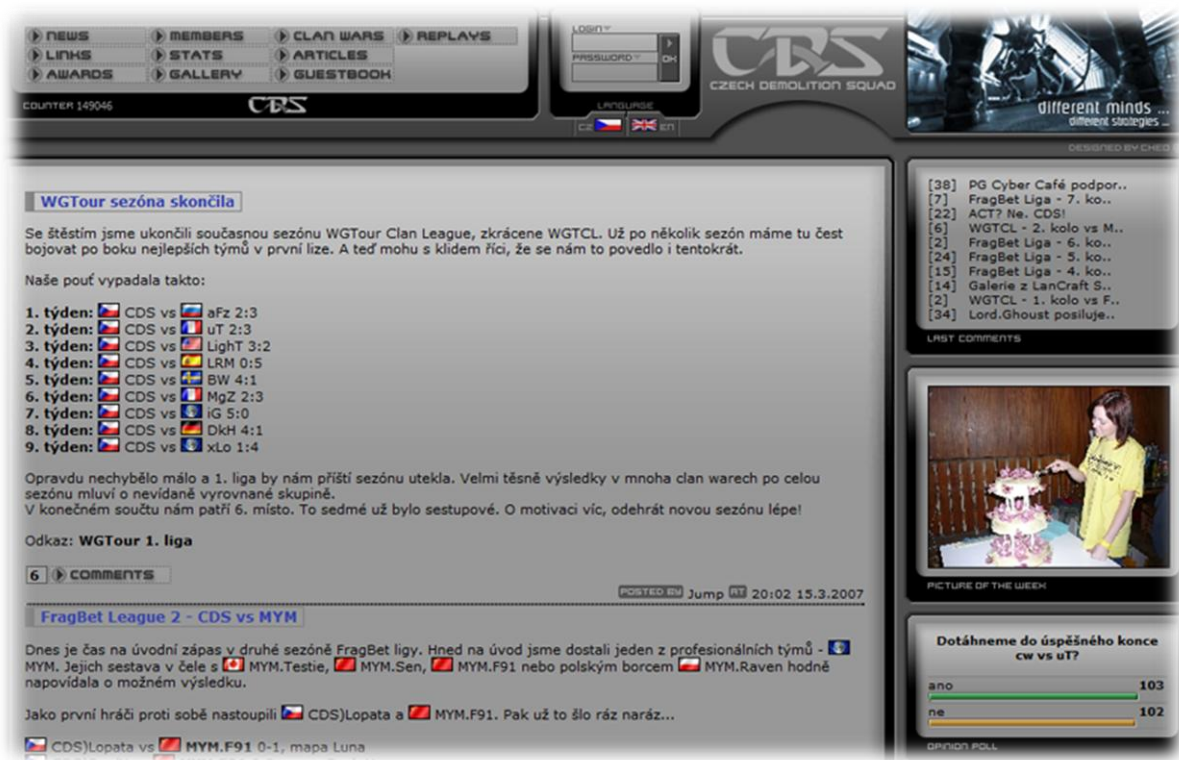 NEWS
MEMBERS
CLAN WARS
REPLAYS
LINKS
STATS
ARTICLES
AWARDS
GALLERY
GUESTBOOK
COUNTER 149046
CDS
LOGIN
PASSWORD
OK
LANGUAGE
CZ EN
CDS
CZECH DEMOLITION SQUAD
different minds ...
different strategies ...
DESIGNED BY CHEO
WGTour sezóna skončila
Se štěstím jsme ukončili současnou sezónu WGTour Clan League, zkrácene WGTCL. Už po několik sezón máme tu čest
bojovat po boku nejlepších týmů v první lize. A teď mohu s klidem říci, že se nám to povedlo i tentokrát.
Naše pouť vypadala takto:
1. týden: CDS vs aFz 2:3
2. týden: CDS vs uT 2:3
3. týden: CDS vs LighT 3:2
4. týden: CDS vs LRM 0:5
5. týden: CDS vs BW 4:1
6. týden: CDS vs MgZ 2:3
7. týden: CDS vs iG 5:0
8. týden: CDS vs DkH 4:1
9. týden: CDS vs xLo 1:4
Opravdu nechybělo málo a 1. liga by nám příští sezónu utekla. Velmi těsně výsledky v mnoha clan warech po celou
sezónu mluví o nevídaně vyrovnané skupině.
V konečném součtu nám patří 6. místo. To sedmé už bylo sestupové. O motivaci víc, odehrát novou sezónu lépe!
Odkaz: WGTour 1. liga
6 COMMENTS
POSTED BY Jump AT 20:02 15.3.2007
FragBet League 2 - CDS vs MYM
Dnes je čas na úvodní zápas v druhé sezóně FragBet ligy. Hned na úvod jsme dostali jeden z profesionálních týmů -
MYM. Jejich sestava v čele s MYM.Testie, MYM.Sen, MYM.F91 nebo polským borcem MYM.Raven hodně
napovídala o možném výsledku.
Jako první hráči proti sobě nastoupili CDS)Lopata a MYM.F91. Pak už to šlo ráz naráz...
CDS)Lopata vs MYM.F91 0-1, mapa Luna
[38] PG Cyber Café podpor..
[7] FragBet Liga - 7. ko..
[22] ACT? Ne. CDS!
[6] WGTCL - 2. kolo vs M..
[2] FragBet Liga - 6. ko..
[24] FragBet Liga - 5. ko..
[15] FragBet Liga - 4. ko..
[14] Galerie z LanCraft S..
[2] WGTCL - 1. kolo vs F..
[34] Lord.Ghoust posiluje..
LAST COMMENTS
PICTURE OF THE WEEK
Dotáhneme do úspěšného konce
cw vs uT?
ano 103
ne 102
OPINION POLL